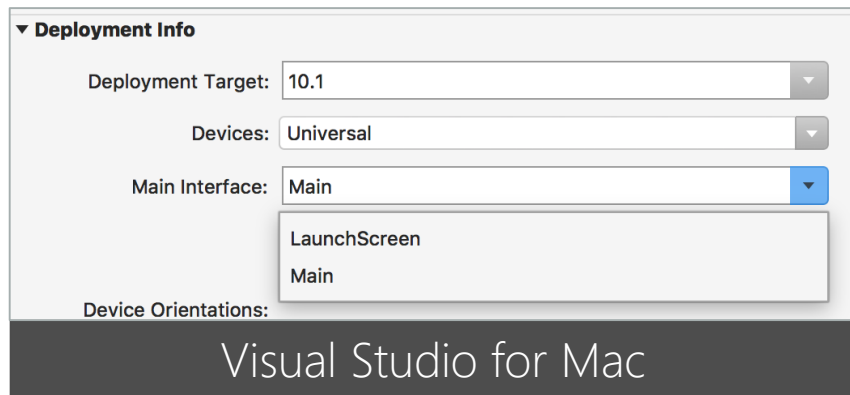 Deployment Info
Deployment Target: 10.1
Devices: Universal
Main Interface: Main
LaunchScreen
Main
Device Orientations:
Visual Studio for Mac